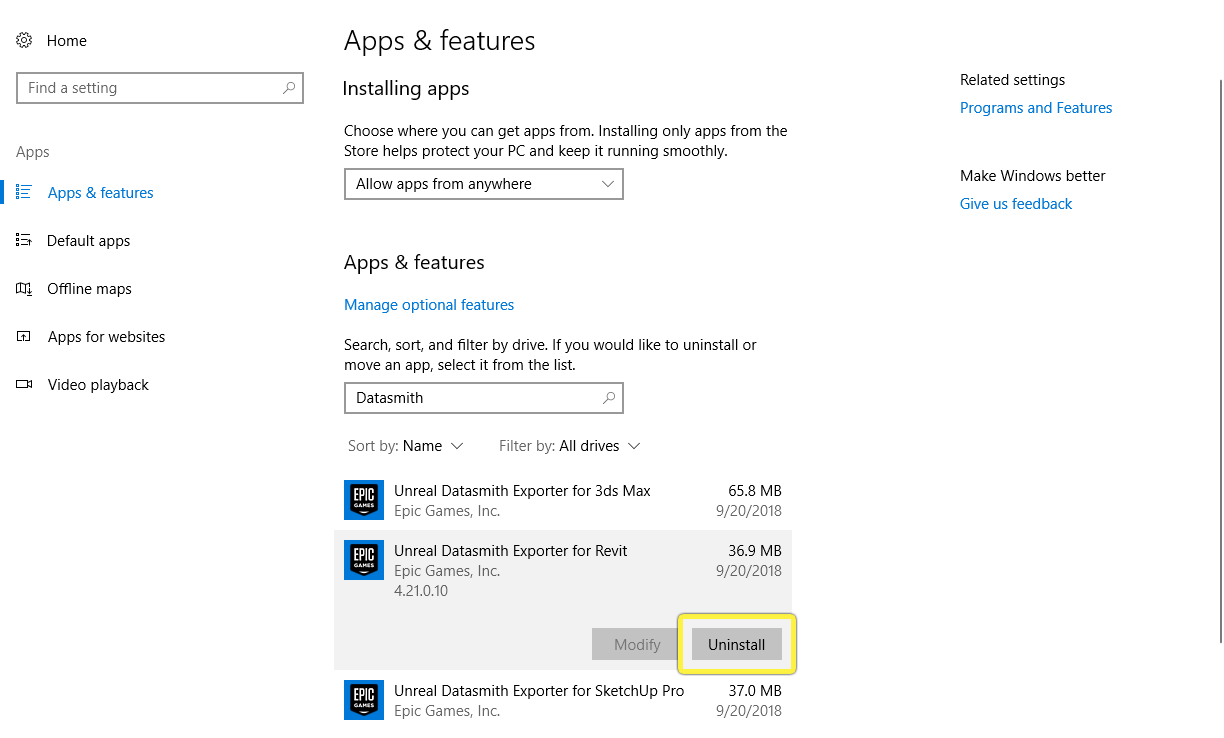 Home
Find a setting
Apps
Apps & features
Default apps
Offline maps
Apps for websites
Video playback
Apps & features
Installing apps
Choose where you can get apps from. Installing only apps from the
Store helps protect your PC and keep it running smoothly.
Allow apps from anywhere
Apps & features
Manage optional features
Search, sort, and filter by drive. If you would like to uninstall or
move an app, select it from the list.
Datasmith
Sort by: Name Filter by: All drives
EPIC GAMES
Unreal Datasmith Exporter for 3ds Max 65.8 MB
Epic Games, Inc. 9/20/2018
EPIC GAMES
Unreal Datasmith Exporter for Revit 36.9 MB
Epic Games, Inc. 9/20/2018
4.21.0.10
Modify Uninstall
EPIC GAMES
Unreal Datasmith Exporter for SketchUp Pro 37.0 MB
Epic Games, Inc. 9/20/2018
Related settings
Programs and Features
Make Windows better
Give us feedback